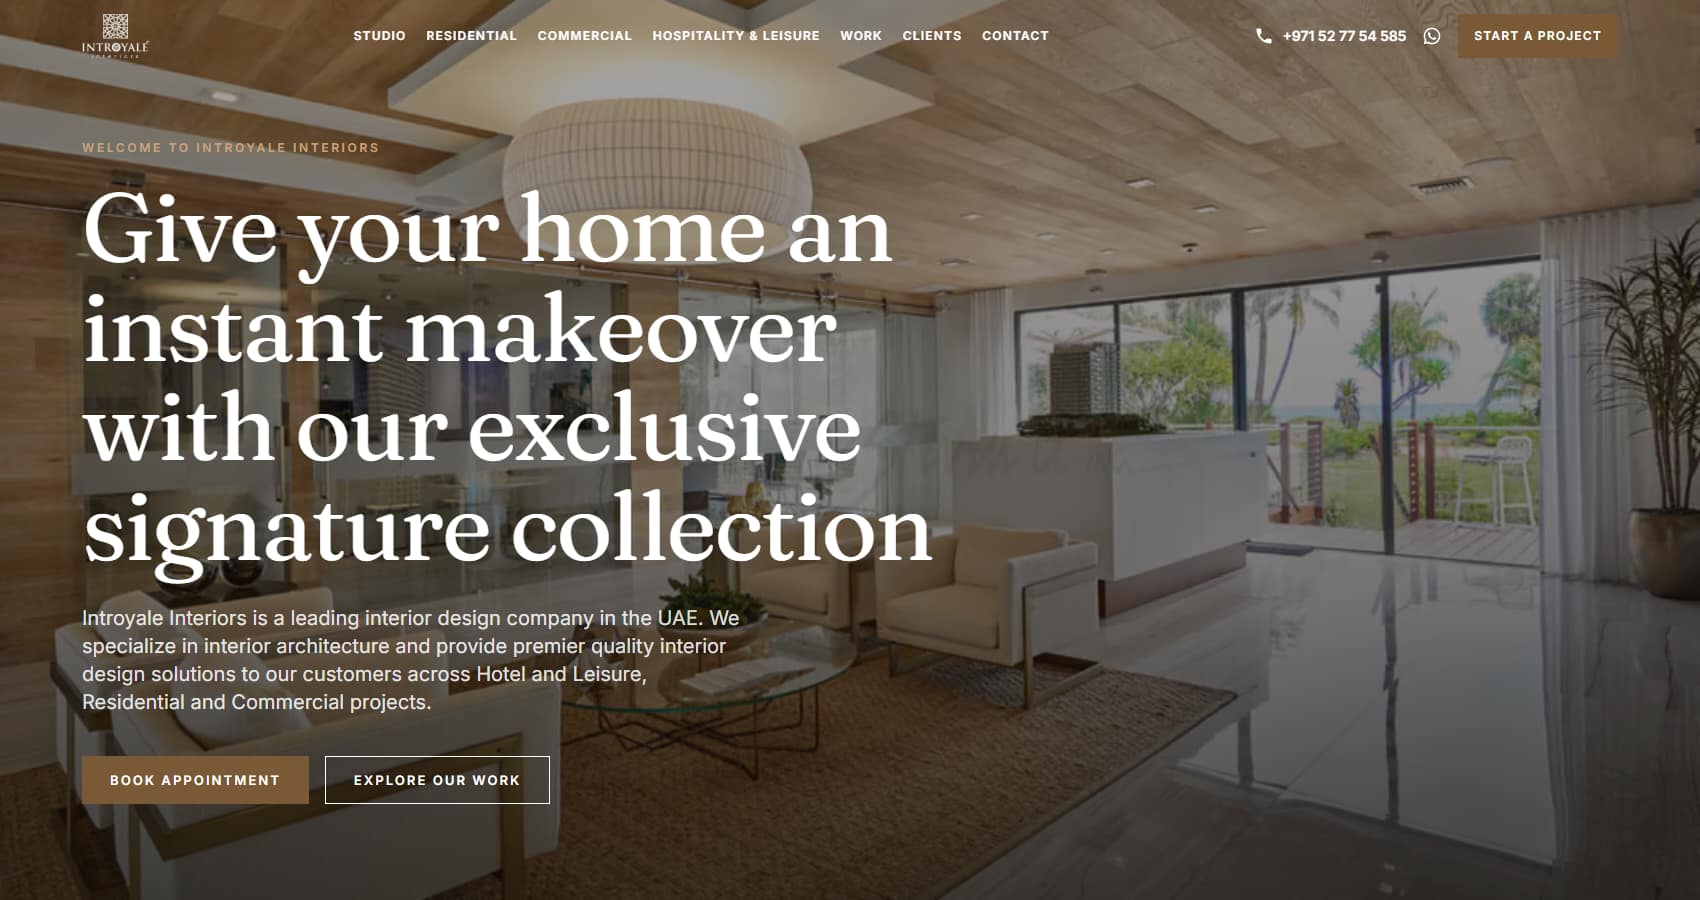 INTROYALE
interiors
STUDIO
RESIDENTIAL
COMMERCIAL
HOSPITALITY & LEISURE
WORK
CLIENTS
CONTACT
+971 52 77 54 585
START A PROJECT
WELCOME TO INTROYALE INTERIORS
Give your home an
instant makeover
with our exclusive
signature collection
Introyale Interiors is a leading interior design company in the UAE. We
specialize in interior architecture and provide premier quality interior
design solutions to our customers across Hotel and Leisure,
Residential and Commercial projects.
BOOK APPOINTMENT
EXPLORE OUR WORK